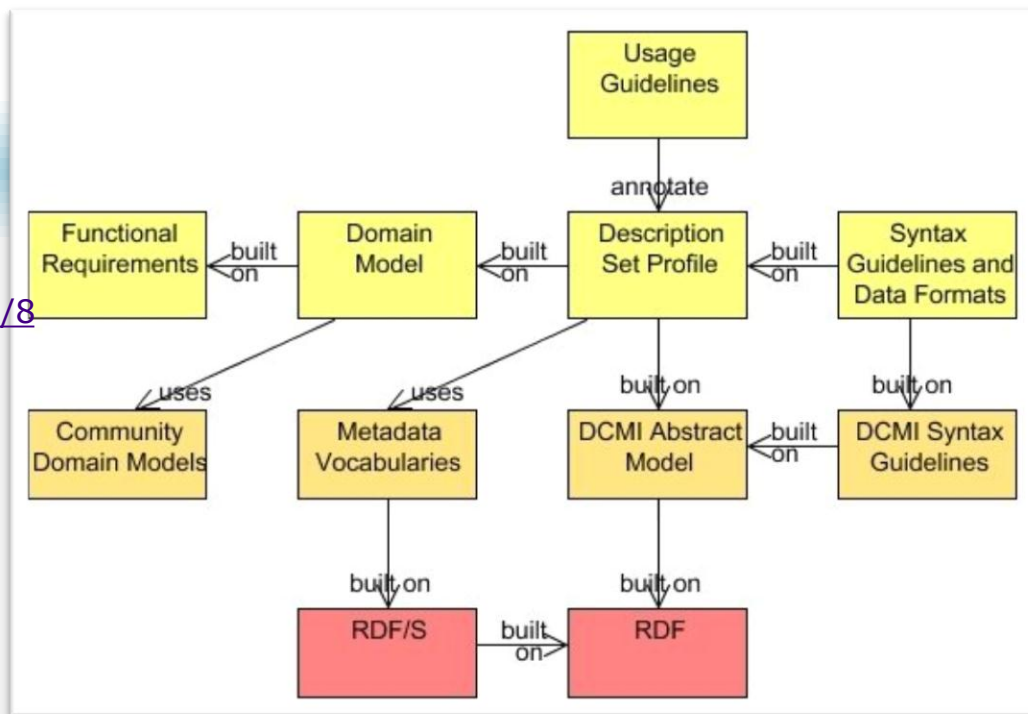 Usage
Guidelines
annotate
Functional
Requirements
built
on
Domain
Model
built
on
Description
Set Profile
built
on
Syntax
Guidelines and
Data Formats
/8
uses
uses
built on
built on
Community
Domain Models
Metadata
Vocabularies
DCMI Abstract
Model
built
on
DCMI Syntax
Guidelines
built on
built on
RDF/S
built
on
RDF